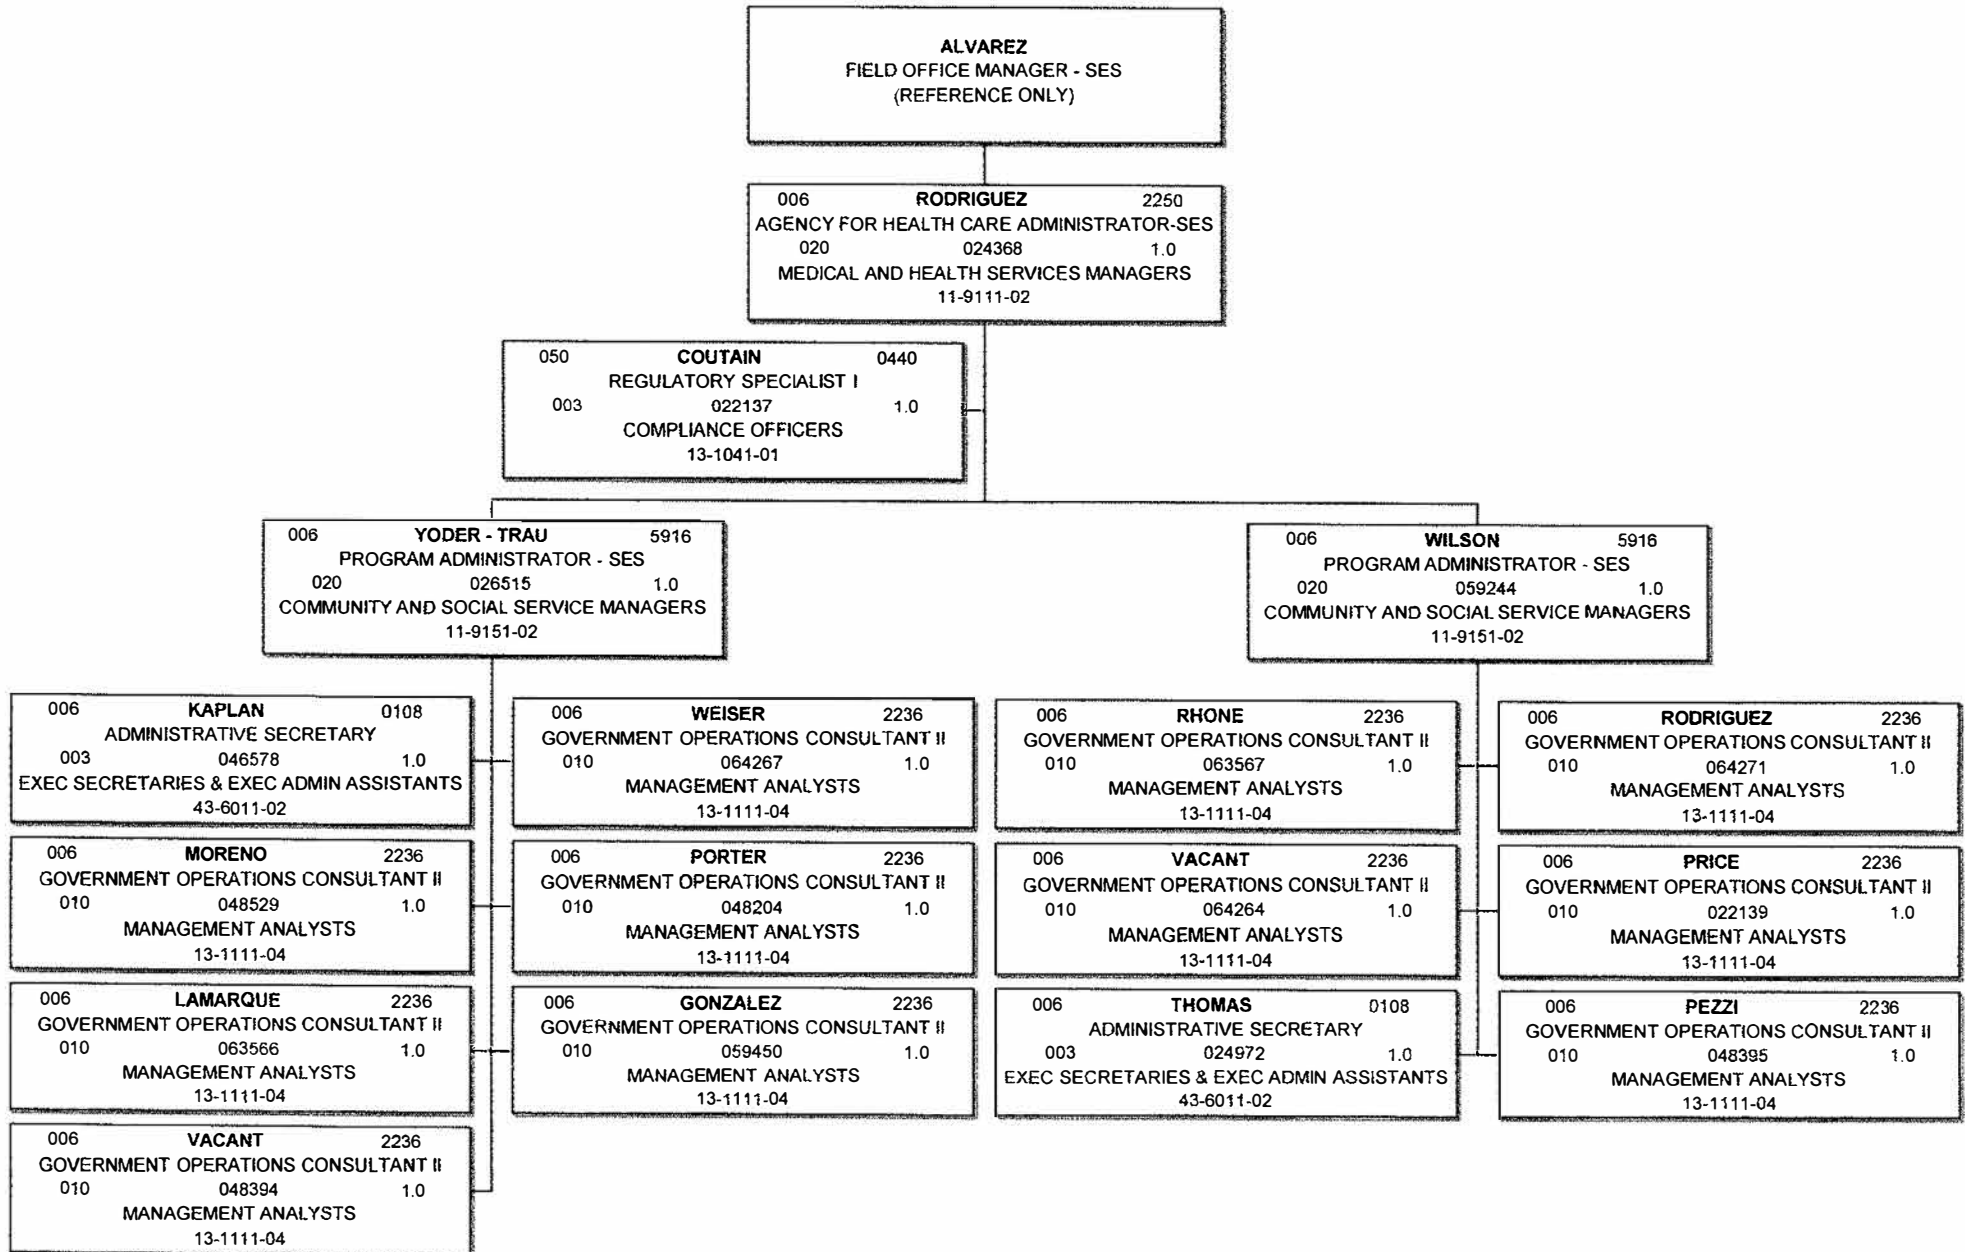 ALVAREZ
FIELD OFFICE MANAGER - SES
(REFERENCE ONLY)
006 RODRIGUEZ 2250
AGENCY FOR HEALTH CARE ADMINISTRATOR-SES
020 024368 1.0
MEDICAL AND HEALTH SERVICES MANAGERS
11-9111-02
050 COUTAIN 0440
REGULATORY SPECIALIST I
003 022137 1.0
COMPLIANCE OFFICERS
13-1041-01
006 YODER - TRAU 5916
PROGRAM ADMINISTRATOR - SES
020 026515 1.0
COMMUNITY AND SOCIAL SERVICE MANAGERS
11-9151-02
006 WILSON 5916
PROGRAM ADMINISTRATOR - SES
020 059244 1.0
COMMUNITY AND SOCIAL SERVICE MANAGERS
11-9151-02
006 KAPLAN 0108
ADMINISTRATIVE SECRETARY
003 046578 1.0
EXEC SECRETARIES & EXEC ADMIN ASSISTANTS
43-6011-02
006 WEISER 2236
GOVERNMENT OPERATIONS CONSULTANT II
010 064267 1.0
MANAGEMENT ANALYSTS
13-1111-04
006 RHONE 2236
GOVERNMENT OPERATIONS CONSULTANT II
010 063567 1.0
MANAGEMENT ANALYSTS
13-1111-04
006 RODRIGUEZ 2236
GOVERNMENT OPERATIONS CONSULTANT II
010 064271 1.0
MANAGEMENT ANALYSTS
13-1111-04
006 MORENO 2236
GOVERNMENT OPERATIONS CONSULTANT II
010 048529 1.0
MANAGEMENT ANALYSTS
13-1111-04
006 PORTER 2236
GOVERNMENT OPERATIONS CONSULTANT II
010 048204 1.0
MANAGEMENT ANALYSTS
13-1111-04
006 VACANT 2236
GOVERNMENT OPERATIONS CONSULTANT II
010 064264 1.0
MANAGEMENT ANALYSTS
13-1111-04
006 PRICE 2236
GOVERNMENT OPERATIONS CONSULTANT II
010 022139 1.0
MANAGEMENT ANALYSTS
13-1111-04
006 LAMARQUE 2236
GOVERNMENT OPERATIONS CONSULTANT II
010 063566 1.0
MANAGEMENT ANALYSTS
13-1111-04
006 GONZALEZ 2236
GOVERNMENT OPERATIONS CONSULTANT II
010 059450 1.0
MANAGEMENT ANALYSTS
13-1111-04
006 THOMAS 0108
ADMINISTRATIVE SECRETARY
003 024972 1.0
EXEC SECRETARIES & EXEC ADMIN ASSISTANTS
43-6011-02
006 PEZZI 2236
GOVERNMENT OPERATIONS CONSULTANT II
010 048395 1.0
MANAGEMENT ANALYSTS
13-1111-04
006 VACANT 2236
GOVERNMENT OPERATIONS CONSULTANT II
010 048394 1.0
MANAGEMENT ANALYSTS
13-1111-04